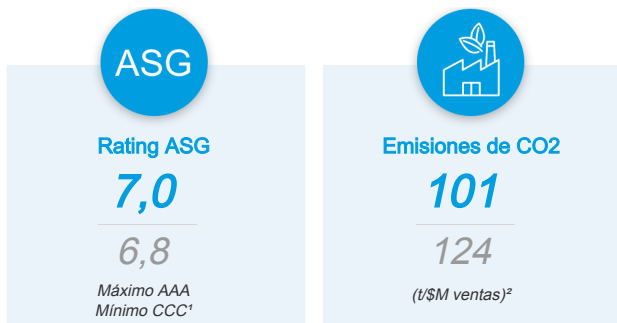 ASG
Rating ASG
7,0
6,8
Máximo AAA
Mínimo CCC¹
Emisiones de CO2
101
124
(t/$M ventas)²